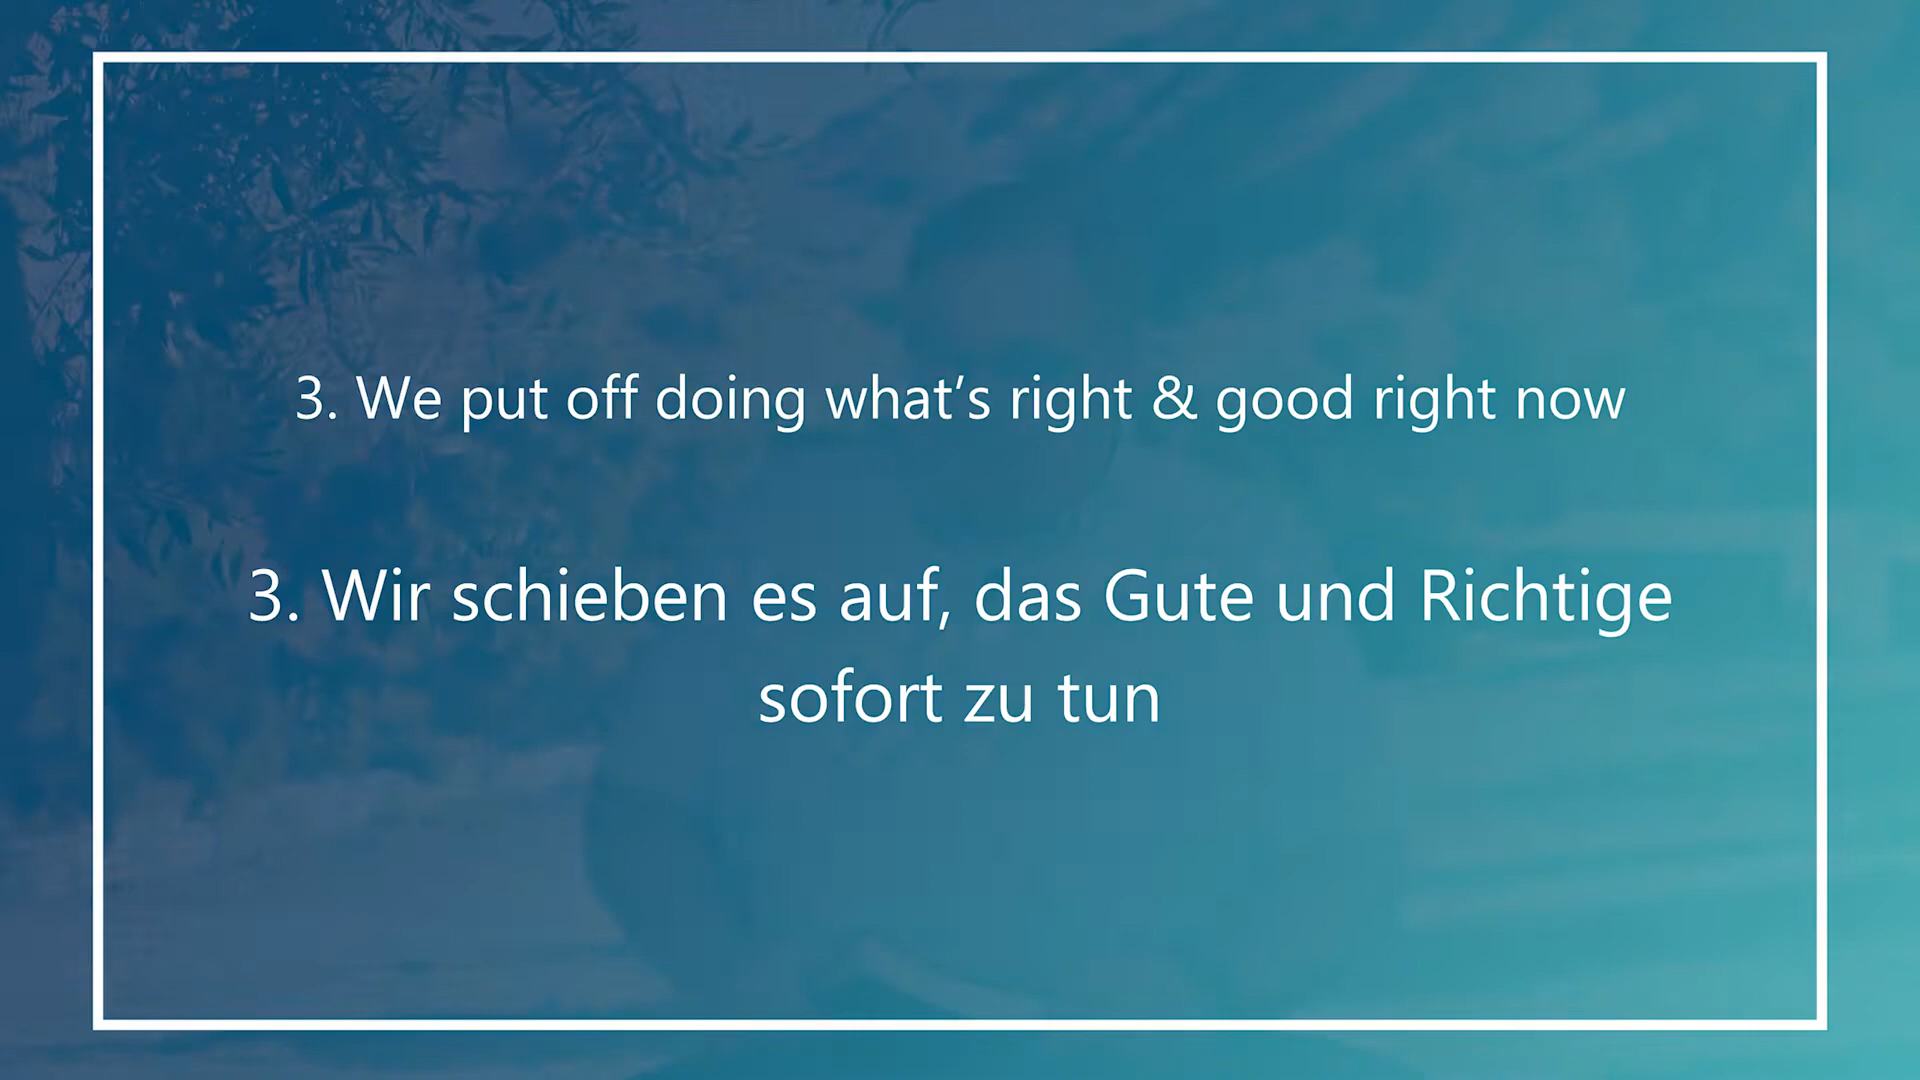 3. We put off doing what’s right & good right now
3. Wir schieben es auf, das Gute und Richtige
sofort zu tun